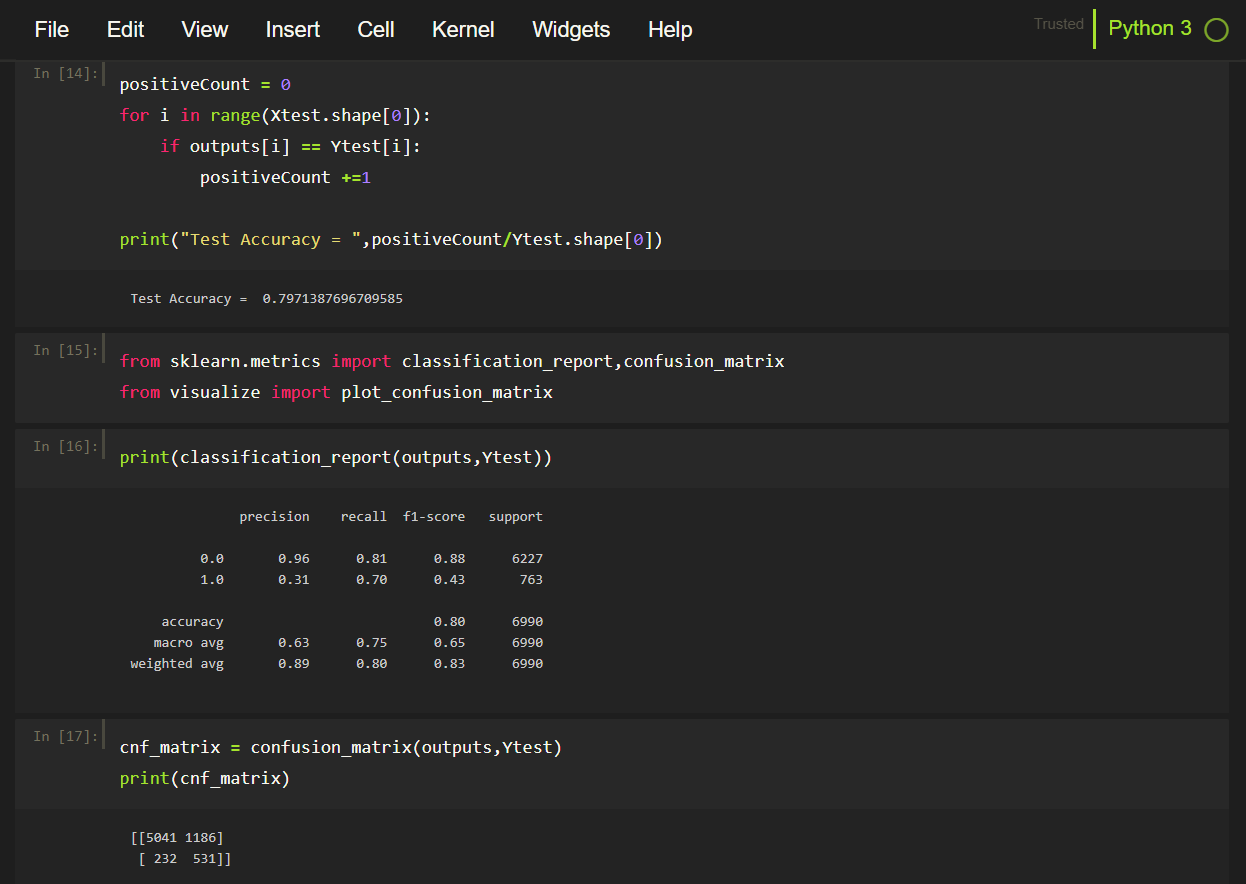 File Edit View Insert Cell Kernel Widgets Help Trusted Python 3
In [14]:
positiveCount = 0
for i in range(Xtest.shape[0]):
    if outputs[i] == Ytest[i]:
        positiveCount +=1
print("Test Accuracy = ",positiveCount/Ytest.shape[0])
Test Accuracy =  0.7971387696709585
In [15]:
from sklearn.metrics import classification_report,confusion_matrix
from visualize import plot_confusion_matrix
In [16]:
print(classification_report(outputs,Ytest))
precision recall f1-score support
0.0 0.96 0.81 0.88 6227
1.0 0.31 0.70 0.43 763
accuracy 0.80 6990
macro avg 0.63 0.75 0.65 6990
weighted avg 0.89 0.80 0.83 6990
In [17]:
cnf_matrix = confusion_matrix(outputs,Ytest)
print(cnf_matrix)
[[5041 1186]
 [ 232  531]]